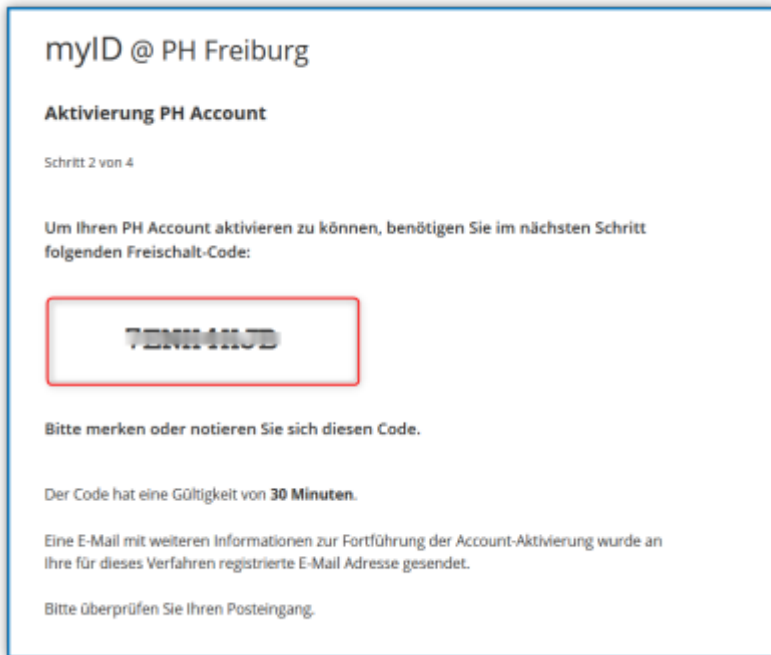 myID @ PH Freiburg
Aktivierung PH Account
Schritt 2 von 4
Um Ihren PH Account aktivieren zu können, benötigen Sie im nächsten Schritt
folgenden Freischalt-Code:
Bitte merken oder notieren Sie sich diesen Code.
Der Code hat eine Gültigkeit von 30 Minuten.
Eine E-Mail mit weiteren Informationen zur Fortführung der Account-Aktivierung wurde an
Ihre für dieses Verfahren registrierte E-Mail Adresse gesendet.
Bitte überprüfen Sie Ihren Posteingang.